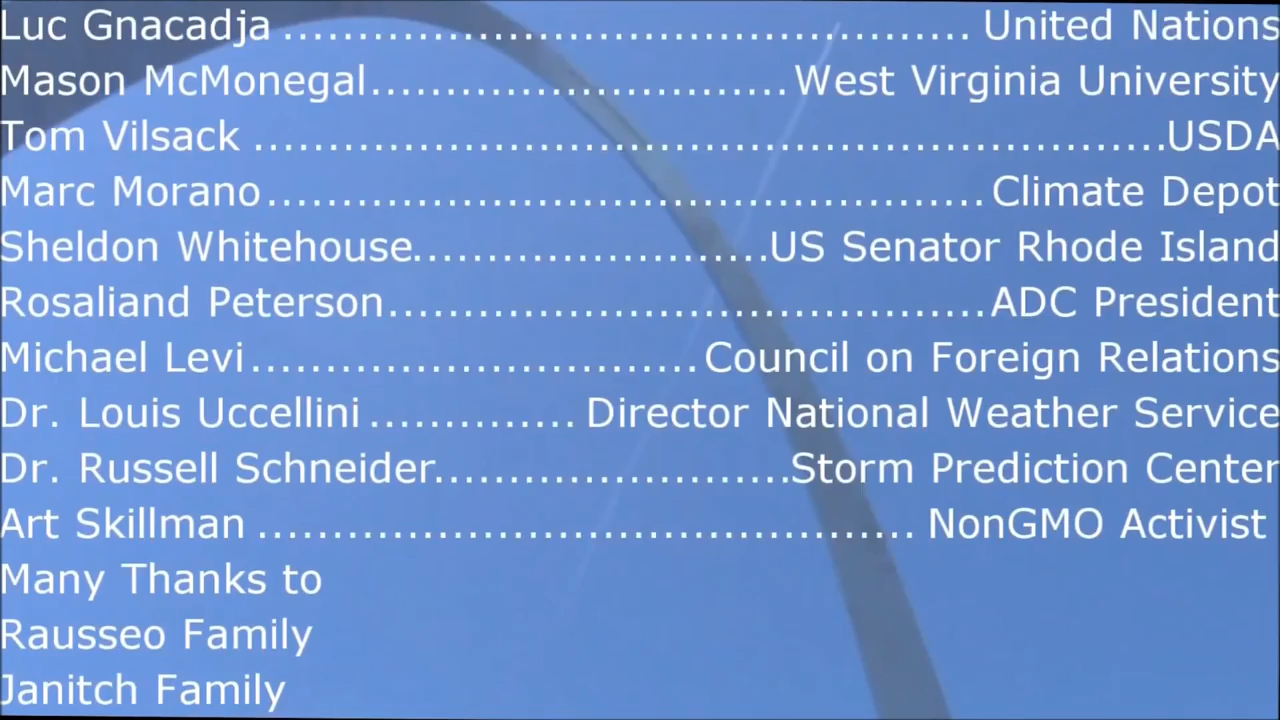 Luc Gnacadja .............................................. United Nations
Mason McMonegal............................West Virginia University
Tom Vilsack .............................................................USDA
Marc Morano................................................Climate Depot
Sheldon Whitehouse........................US Senator Rhode Island
Rosaliand Peterson........................................ADC President
Michael Levi..............................Council on Foreign Relations
Dr. Louis Uccellini .............. Director National Weather Service
Dr. Russell Schneider........................Storm Prediction Center
Art Skillman ............................................ NonGMO Activist
Many Thanks to
Rausseo Family
Janitch Family